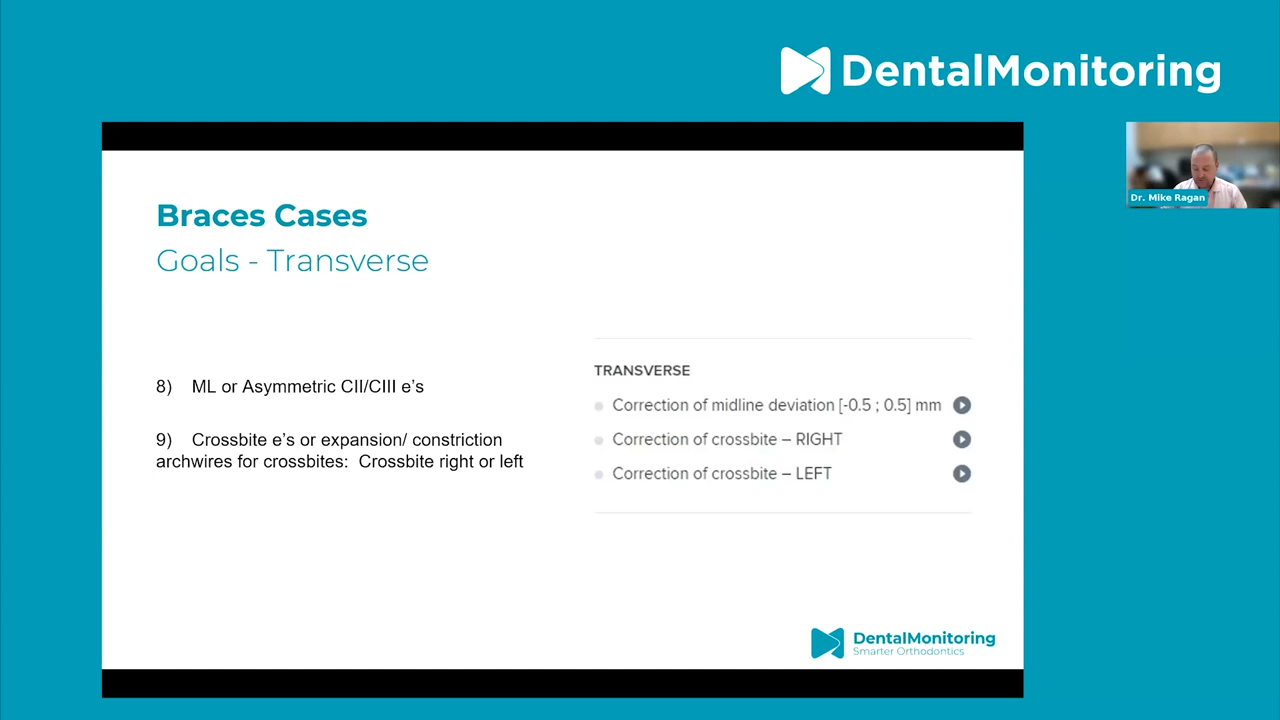 DentalMonitoring
Dr. Mike Ragan
Braces Cases
Goals - Transverse
8) ML or Asymmetric CII/CIII e’s
9) Crossbite e’s or expansion/ constriction
archwires for crossbites: Crossbite right or left
TRANSVERSE
Correction of midline deviation [-0.5 ; 0.5] mm
Correction of crossbite – RIGHT
Correction of crossbite – LEFT
DentalMonitoring
Smarter Orthodontics